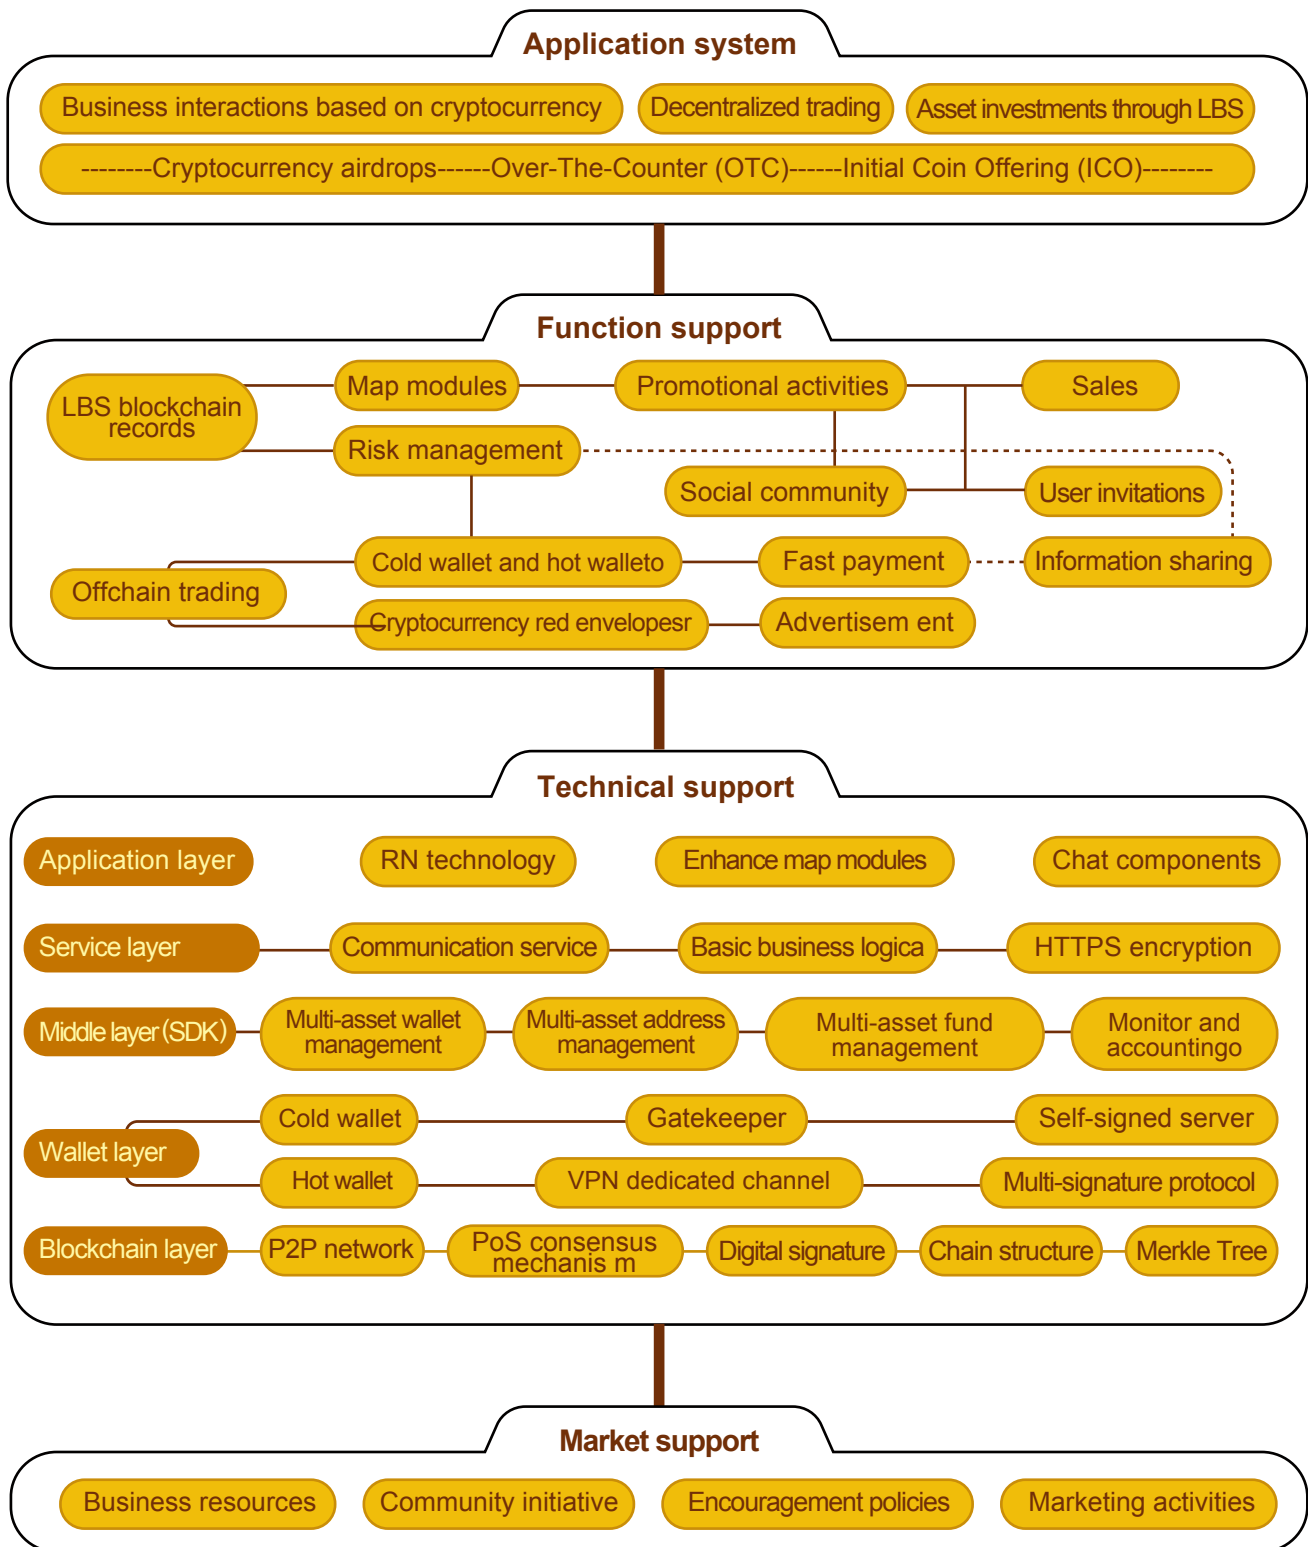 Application system
Business interactions based on cryptocurrency
Decentralized trading
Asset investments through LBS
--------Cryptocurrency airdrops------Over-The-Counter (OTC)------Initial Coin Offering (ICO)--------
Function support
LBS blockchain
records
Map modules
Promotional activities
Sales
Risk management
Social community
User invitations
Offchain trading
Cold wallet and hot walleto
Fast payment
Information sharing
Cryptocurrency red envelopesr
Advertisem ent
Technical support
Application layer
RN technology
Enhance map modules
Chat components
Service layer
Communication service
Basic business logica
HTTPS encryption
Middle layer (SDK)
Multi-asset wallet
management
Multi-asset address
management
Multi-asset fund
management
Monitor and
accountingo
Wallet layer
Cold wallet
Gatekeeper
Self-signed server
Hot wallet
VPN dedicated channel
Multi-signature protocol
Blockchain layer
P2P network
PoS consensus
mechanis m
Digital signature
Chain structure
Merkle Tree
Market support
Business resources
Community initiative
Encouragement policies
Marketing activities